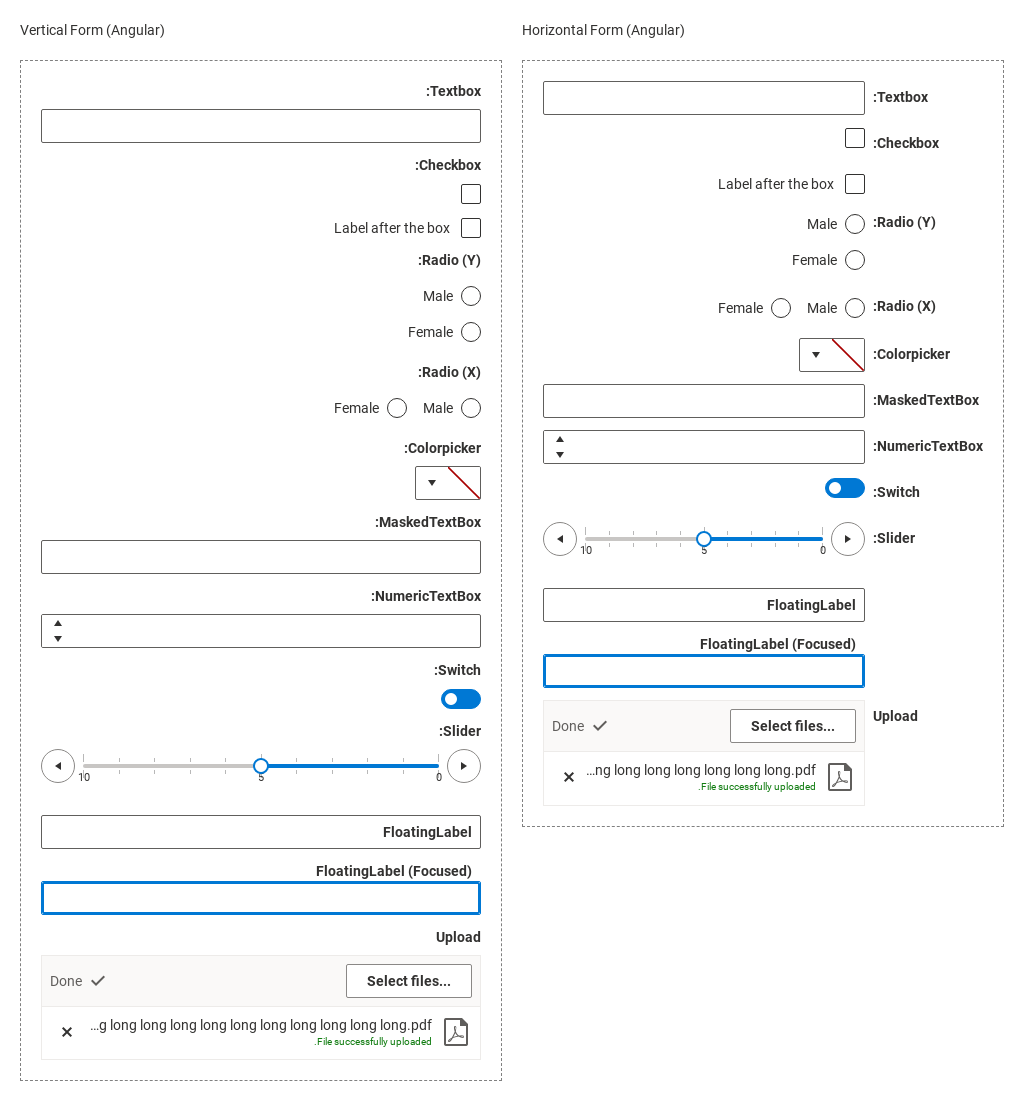 Vertical Form (Angular)
:Textbox
:Checkbox
Label after the box
:Radio (Y)
Male
Female
:Radio (X)
Female Male
:Colorpicker
:MaskedTextBox
:NumericTextBox
:Switch
:Slider
10 5 0
FloatingLabel
FloatingLabel (Focused)
Upload
Done Select files...
...g long long long long long long long long long long.pdf
.File successfully uploaded
Horizontal Form (Angular)
:Textbox
:Checkbox
Label after the box
Male :Radio (Y)
Female
Female Male :Radio (X)
:Colorpicker
:MaskedTextBox
:NumericTextBox
:Switch
:Slider
10 5 0
FloatingLabel
FloatingLabel (Focused)
Upload
Done Select files...
...ng long long long long long long.pdf
.File successfully uploaded